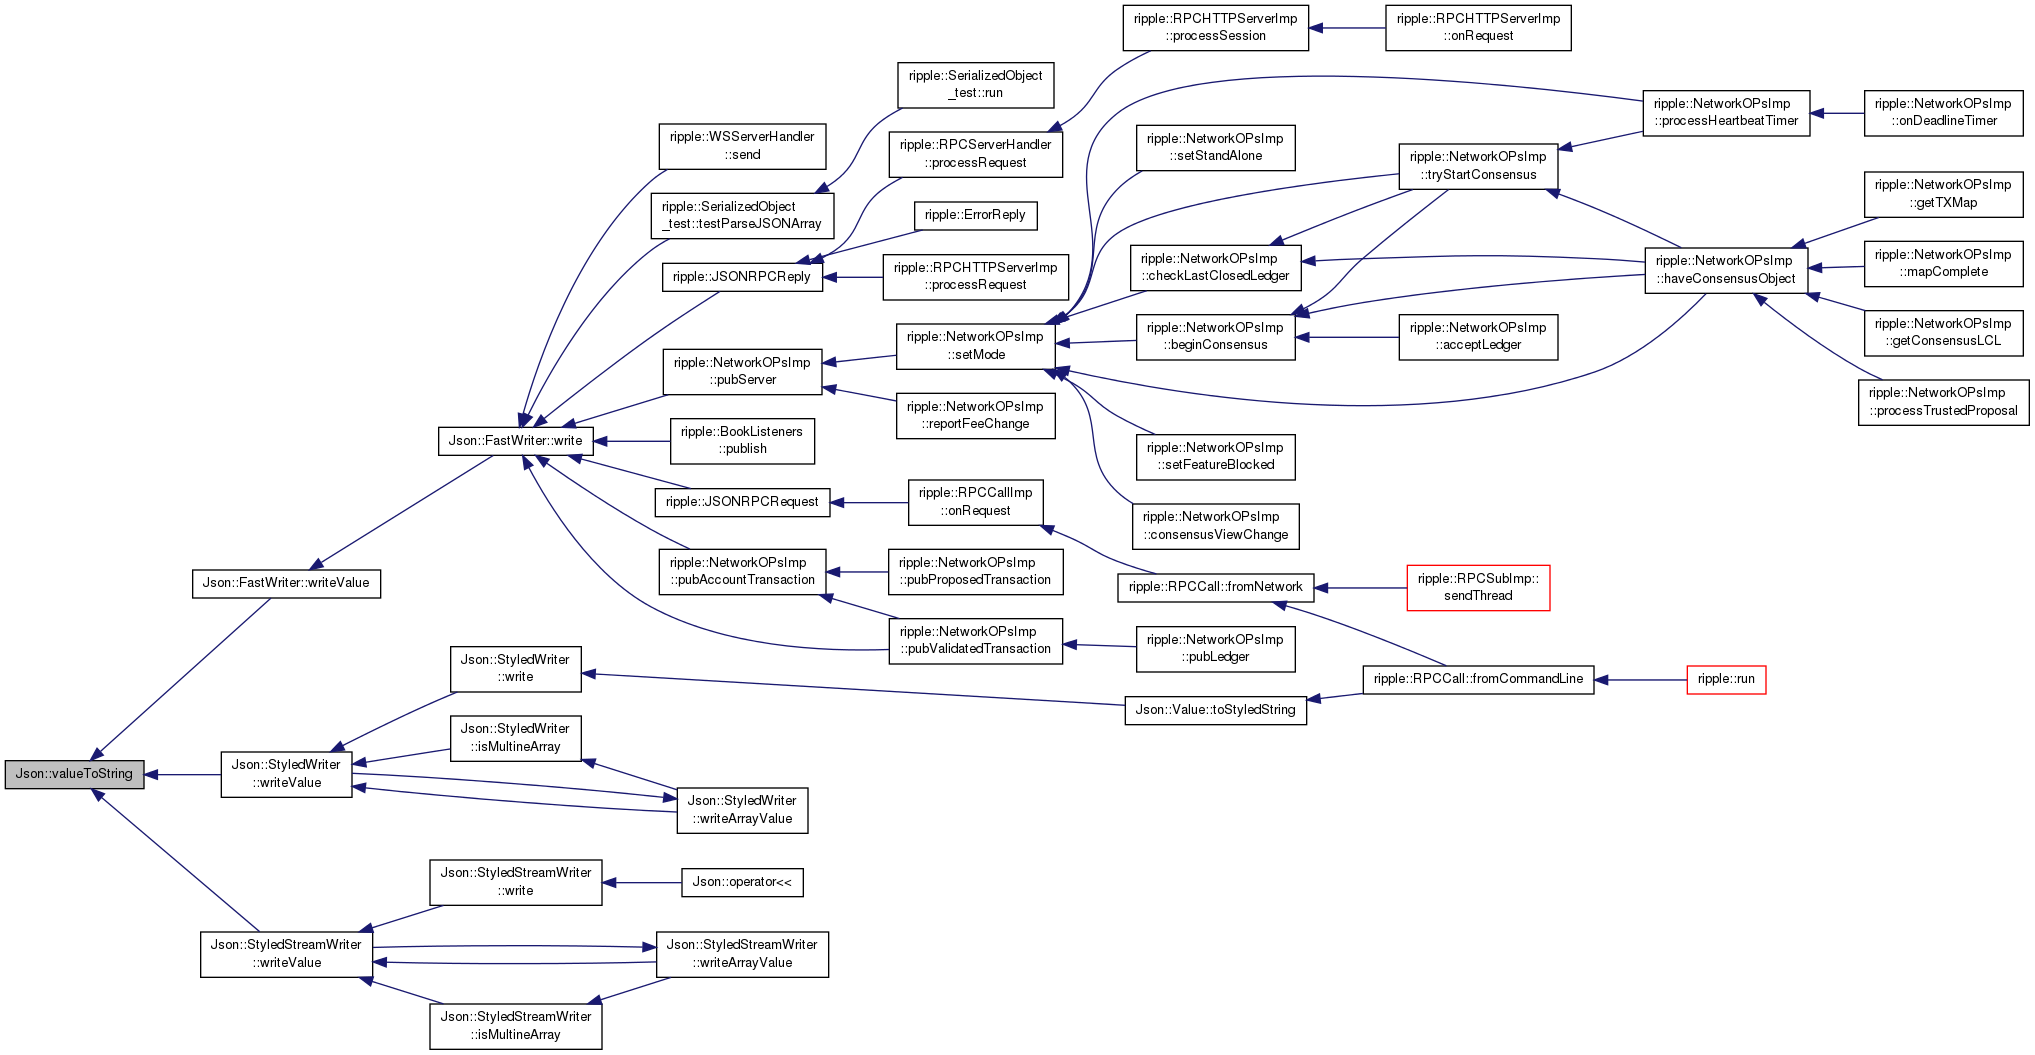 ripple::RPCHTTPServerImp
::processSession
ripple::RPCHTTPServerImp
::onRequest
ripple::SerializedObject
_test::run
ripple::NetworkOPsImp
::processHeartbeatTimer
ripple::NetworkOPsImp
::onDeadlineTimer
ripple::WSServerHandler
::send
ripple::RPCServerHandler
::processRequest
ripple::NetworkOPsImp
::setStandAlone
ripple::NetworkOPsImp
::tryStartConsensus
ripple::SerializedObject
_test::testParseJSONArray
ripple::ErrorReply
ripple::NetworkOPsImp
::getTXMap
ripple::JSONRPCReply
ripple::RPCHTTPServerImp
::processRequest
ripple::NetworkOPsImp
::checkLastClosedLedger
ripple::NetworkOPsImp
::haveConsensusObject
ripple::NetworkOPsImp
::mapComplete
ripple::NetworkOPsImp
::pubServer
ripple::NetworkOPsImp
::setMode
ripple::NetworkOPsImp
::beginConsensus
ripple::NetworkOPsImp
::acceptLedger
ripple::NetworkOPsImp
::getConsensusLCL
ripple::NetworkOPsImp
::reportFeeChange
ripple::NetworkOPsImp
::processTrustedProposal
Json::FastWriter::write
ripple::BookListeners
::publish
ripple::NetworkOPsImp
::setFeatureBlocked
ripple::JSONRPCRequest
ripple::RPCCallImp
::onRequest
ripple::NetworkOPsImp
::consensusViewChange
Json::FastWriter::writeValue
ripple::NetworkOPsImp
::pubAccountTransaction
ripple::NetworkOPsImp
::pubProposedTransaction
ripple::RPCCall::fromNetwork
ripple::RPCSubImp::
sendThread
ripple::NetworkOPsImp
::pubValidatedTransaction
ripple::NetworkOPsImp
::pubLedger
Json::StyledWriter
::write
ripple::RPCCall::fromCommandLine
ripple::run
Json::Value::toStyledString
Json::StyledWriter
::isMultineArray
Json::valueToString
Json::StyledWriter
::writeValue
Json::StyledWriter
::writeArrayValue
Json::StyledStreamWriter
::write
Json::operator<<
Json::StyledStreamWriter
::writeValue
Json::StyledStreamWriter
::writeArrayValue
Json::StyledStreamWriter
::isMultineArray